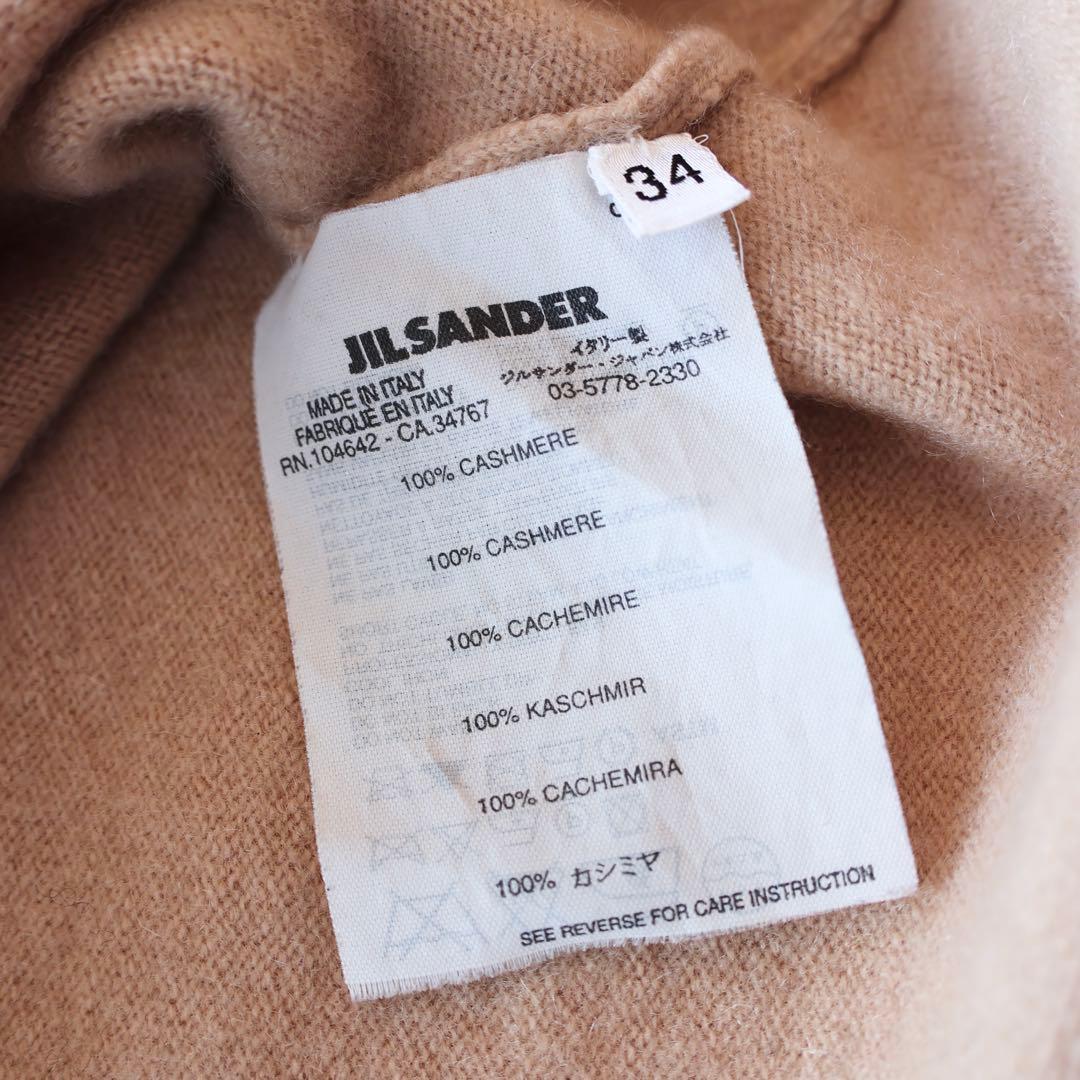 34
JIL SANDER
MADE IN ITALY
FABRIQUE EN ITALY
RN.104642 - CA.34767
イタリー製
ジルサンダー・ジャパン株式会社
03-5778-2330
100% CASHMERE
100% CASHMERE
100% CACHEMIRE
100% KASCHMIR
100% CACHEMIRA
100% カシミヤ
SEE REVERSE FOR CARE INSTRUCTION